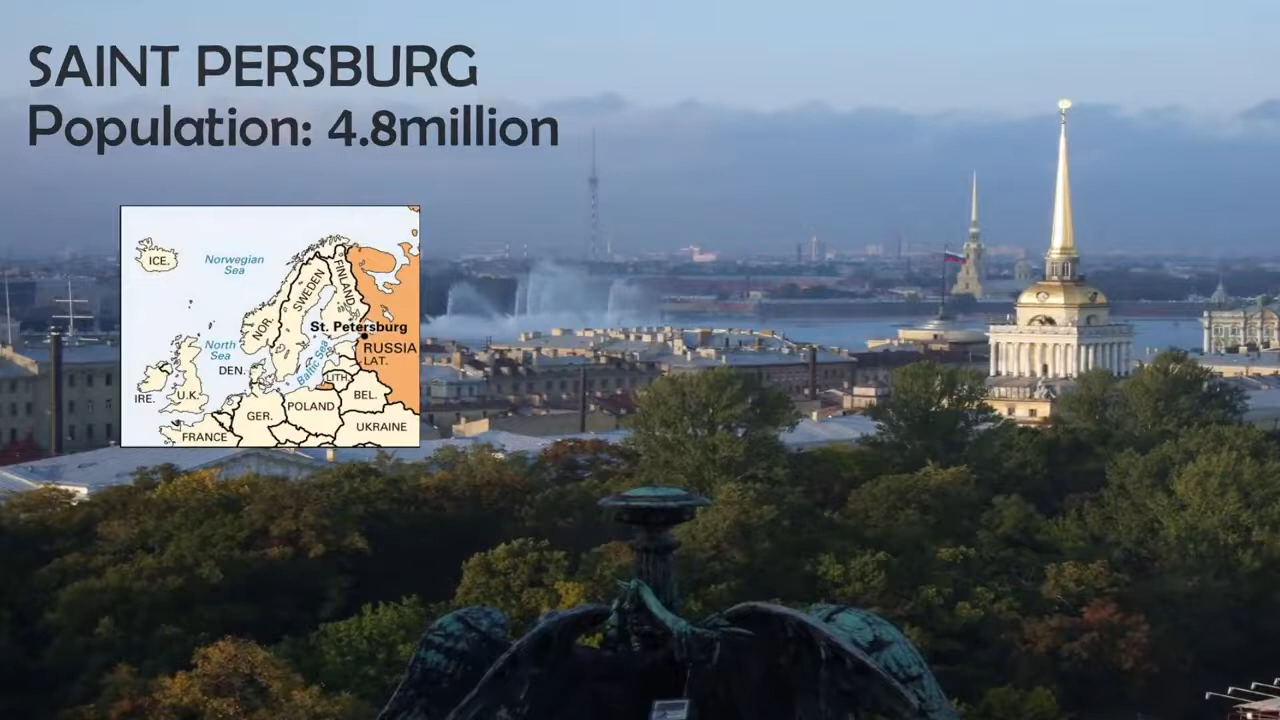 SAINT PERSBURG
Population: 4.8million
ICE.
Norwegian
Sea
SWEDEN
FINLAND
NOR.
St. Petersburg
North
Sea
RUSSIA
Baltic Sea
LAT.
DEN.
LITH.
IRE.
U.K.
GER.
POLAND
BEL.
FRANCE
UKRAINE